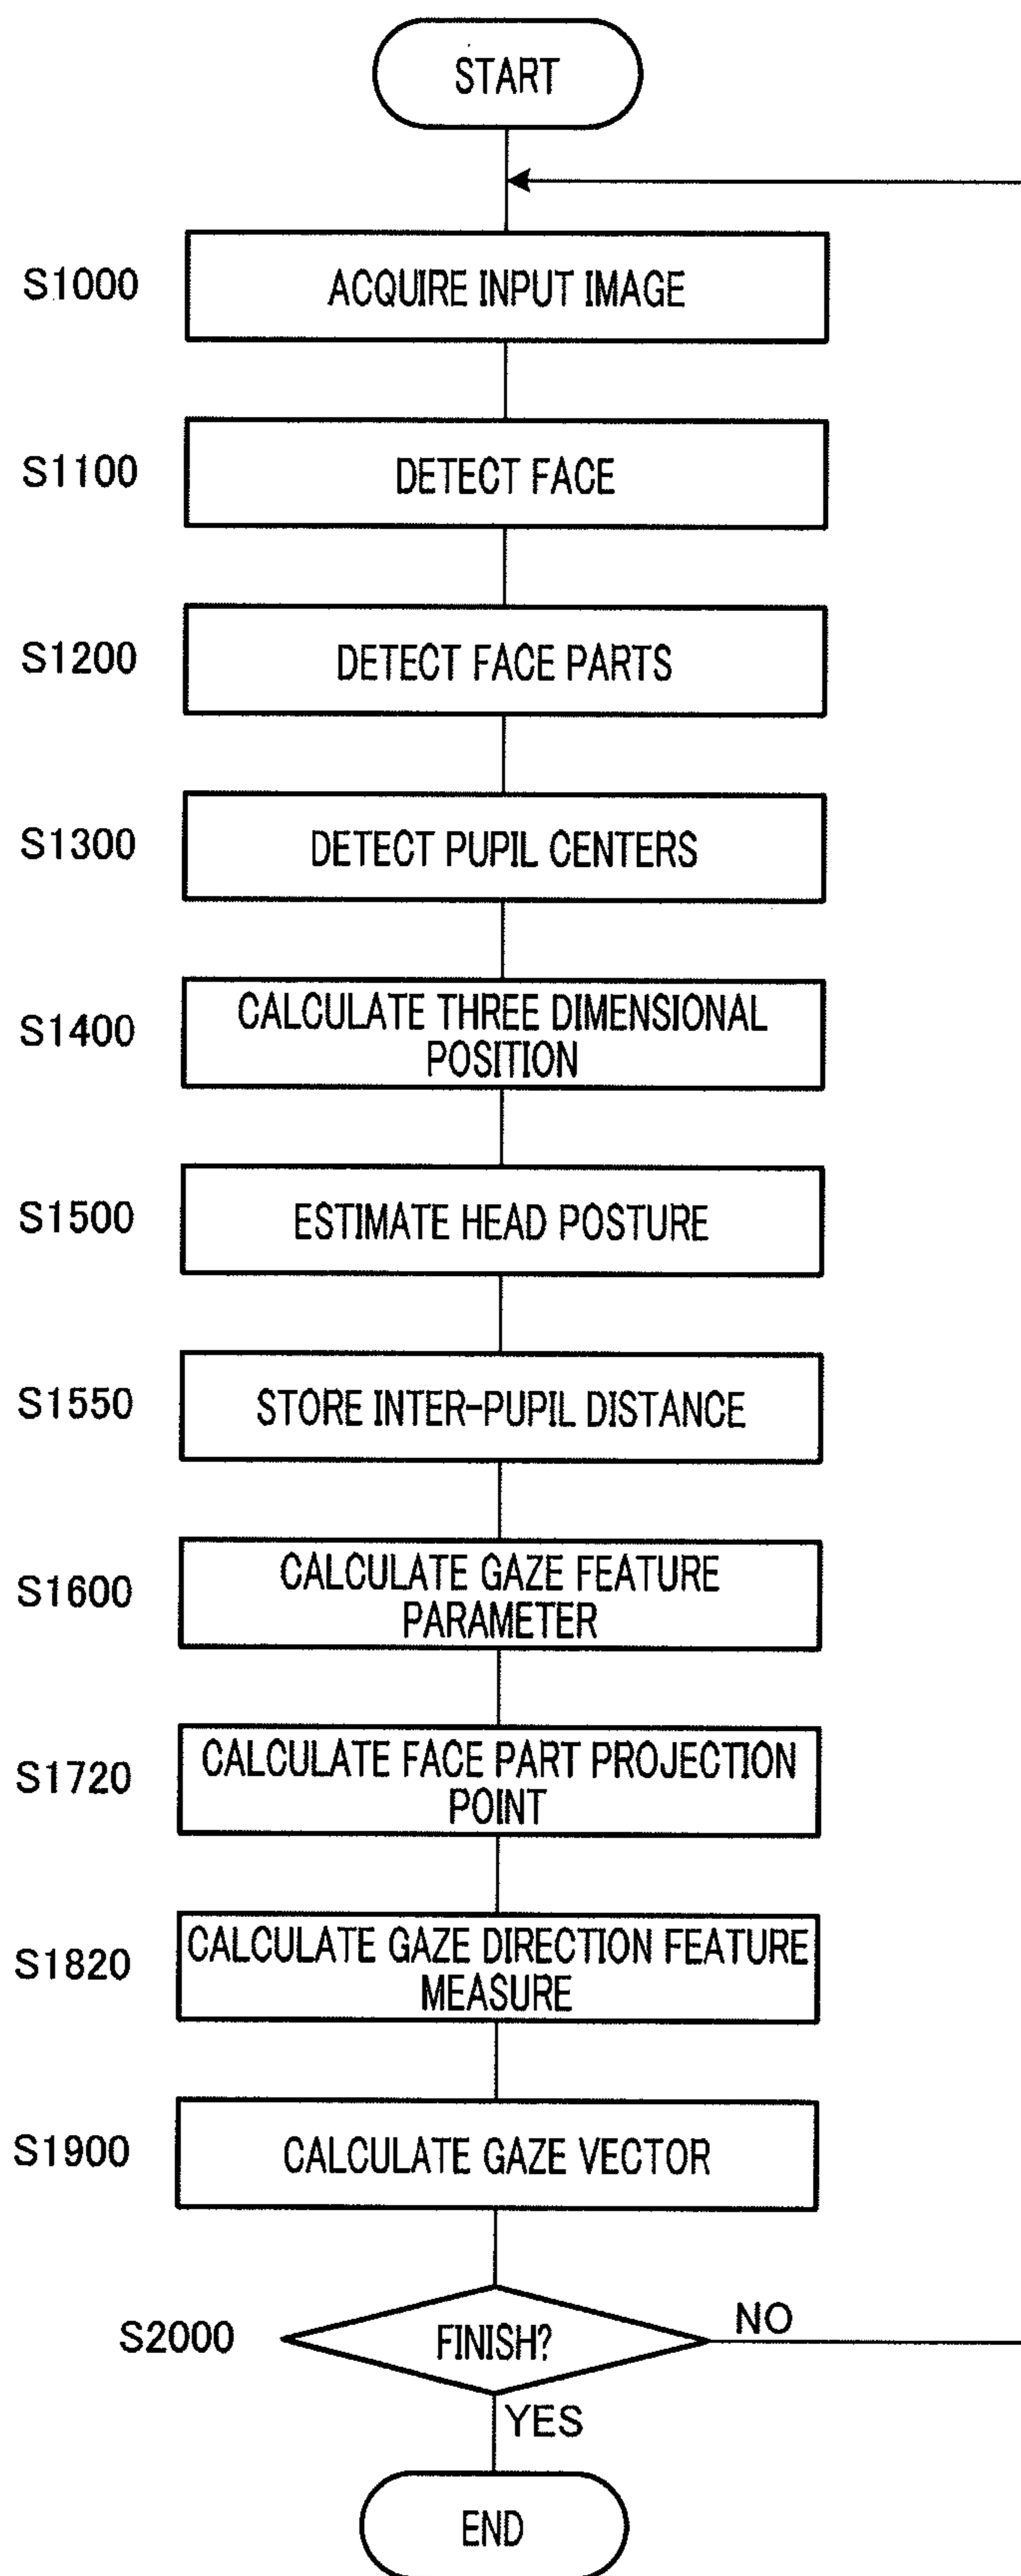 START
S1000
ACQUIRE INPUT IMAGE
S1100
DETECT FACE
S1200
DETECT FACE PARTS
S1300
DETECT PUPIL CENTERS
S1400
CALCULATE THREE DIMENSIONAL
POSITION
S1500
ESTIMATE HEAD POSTURE
S1550
STORE INTER-PUPIL DISTANCE
S1600
CALCULATE GAZE FEATURE
PARAMETER
S1720
CALCULATE FACE PART PROJECTION
POINT
S1820
CALCULATE GAZE DIRECTION FEATURE
MEASURE
S1900
CALCULATE GAZE VECTOR
S2000
FINISH?
NO
YES
END